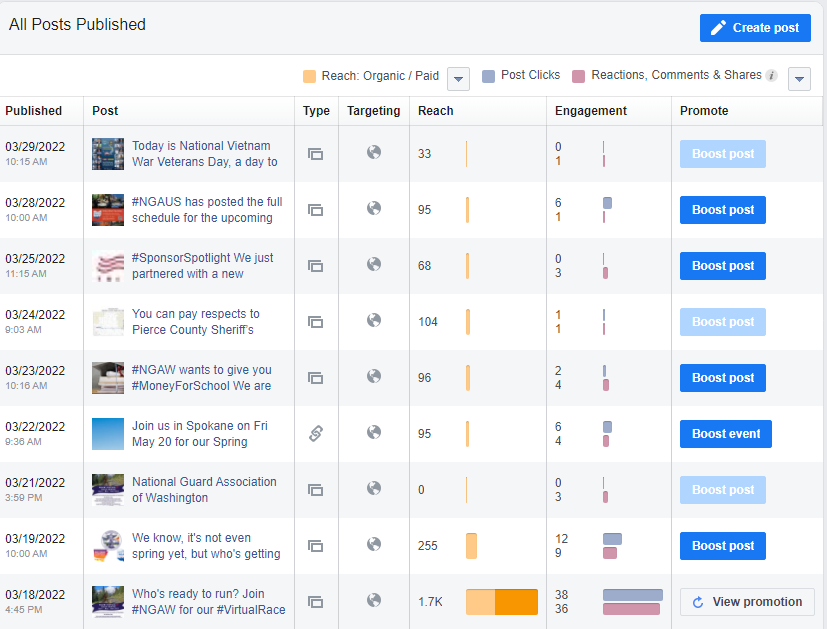 All Posts Published
Create post
Reach: Organic / Paid
Post Clicks
Reactions, Comments & Shares
i
Published Post Type Targeting Reach Engagement Promote
03/29/2022
10:15 AM
Today is National Vietnam
War Veterans Day, a day to
33
0
1
Boost post
03/28/2022
10:00 AM
#NGAUS has posted the full
schedule for the upcoming
95
6
1
Boost post
03/25/2022
11:15 AM
#SponsorSpotlight We just
partnered with a new
68
0
3
Boost post
03/24/2022
9:03 AM
You can pay respects to
Pierce County Sheriff's
104
1
1
Boost post
03/23/2022
10:16 AM
#NGAW wants to give you
#MoneyForSchool We are
96
2
4
Boost post
03/22/2022
9:36 AM
Join us in Spokane on Fri
May 20 for our Spring
95
6
4
Boost event
03/21/2022
3:59 PM
National Guard Association
of Washington
0
0
3
Boost post
03/19/2022
10:00 AM
We know, it's not even
spring yet, but who's getting
255
12
9
Boost post
03/18/2022
4:45 PM
Who's ready to run? Join
#NGAW for our #VirtualRace
1.7K
38
36
View promotion